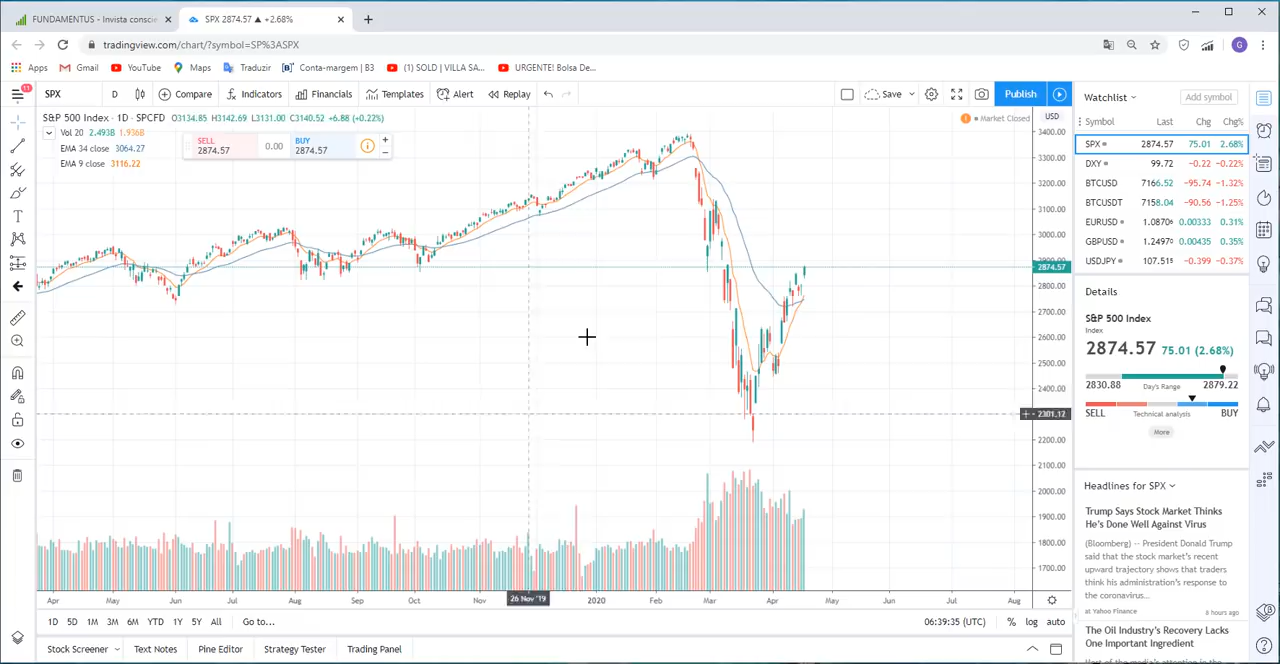 FUNDAMENTUS - Invista conscie
SPX 2874.57 ▲ +2.68%
tradingview.com/chart/?symbol=SP%3ASPX
G
Apps Gmail YouTube Maps Traduzir Conta-margem | B3 (1) SOLD | VILLA SA... URGENTE! Bolsa De...
11 SPX D Compare Indicators Financials Templates Alert Replay Save Publish
S&P 500 Index · 1D · SPCFD O3134.85 H3142.69 L3131.00 C3140.52 +6.88 (+0.22%)
Market Closed
USD
Vol 20 2.493B 1.936B
EMA 34 close 3064.27
EMA 9 close 3116.22
SELL
2874.57
0.00
BUY
2874.57
3400.00
3300.00
3200.00
3100.00
3000.00
2900.00
2874.57
2800.00
2700.00
2600.00
2500.00
2400.00
2301.12
2200.00
2100.00
2000.00
1900.00
1800.00
1700.00
Apr May Jun Jul Aug Sep Oct Nov 26 Nov '19 2020 Feb Mar Apr May Jun Jul Aug
1D 5D 1M 3M 6M YTD 1Y 5Y All Go to... 06:39:35 (UTC) % log auto
Stock Screener Text Notes Pine Editor Strategy Tester Trading Panel
Watchlist Add symbol
Symbol Last Chg Chg%
SPX 2874.57 75.01 2.68%
DXY 99.72 -0.22 -0.22%
BTCUSD 7166.52 -95.74 -1.32%
BTCUSDT 7158.04 -90.56 -1.25%
EURUSD 1.08706 0.00333 0.31%
GBPUSD 1.24970 0.00435 0.35%
USDJPY 107.511 -0.399 -0.37%
Details
S&P 500 Index
Index
2874.57 75.01 (2.68%)
2830.88 Day's Range 2879.22
SELL Technical analysis BUY
More
Headlines for SPX
Trump Says Stock Market Thinks
He's Done Well Against Virus
(Bloomberg) -- President Donald Trump
said that the stock market's recent
upward trajectory shows that traders
think his administration's response to
the coronavirus...
at Yahoo Finance 8 hours ago
The Oil Industry's Recovery Lacks
One Important Ingredient